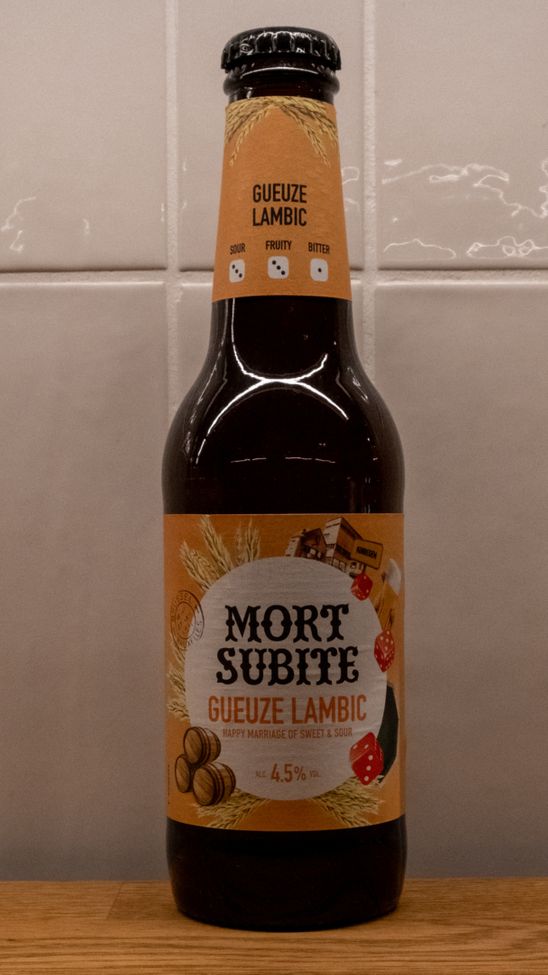 GUEUZE
LAMBIC
SOUR FRUITY BITTER
MORT
SUBITE
GUEUZE LAMBIC
HAPPY MARRIAGE OF SWEET & SOUR
ALC. 4.5% VOL.